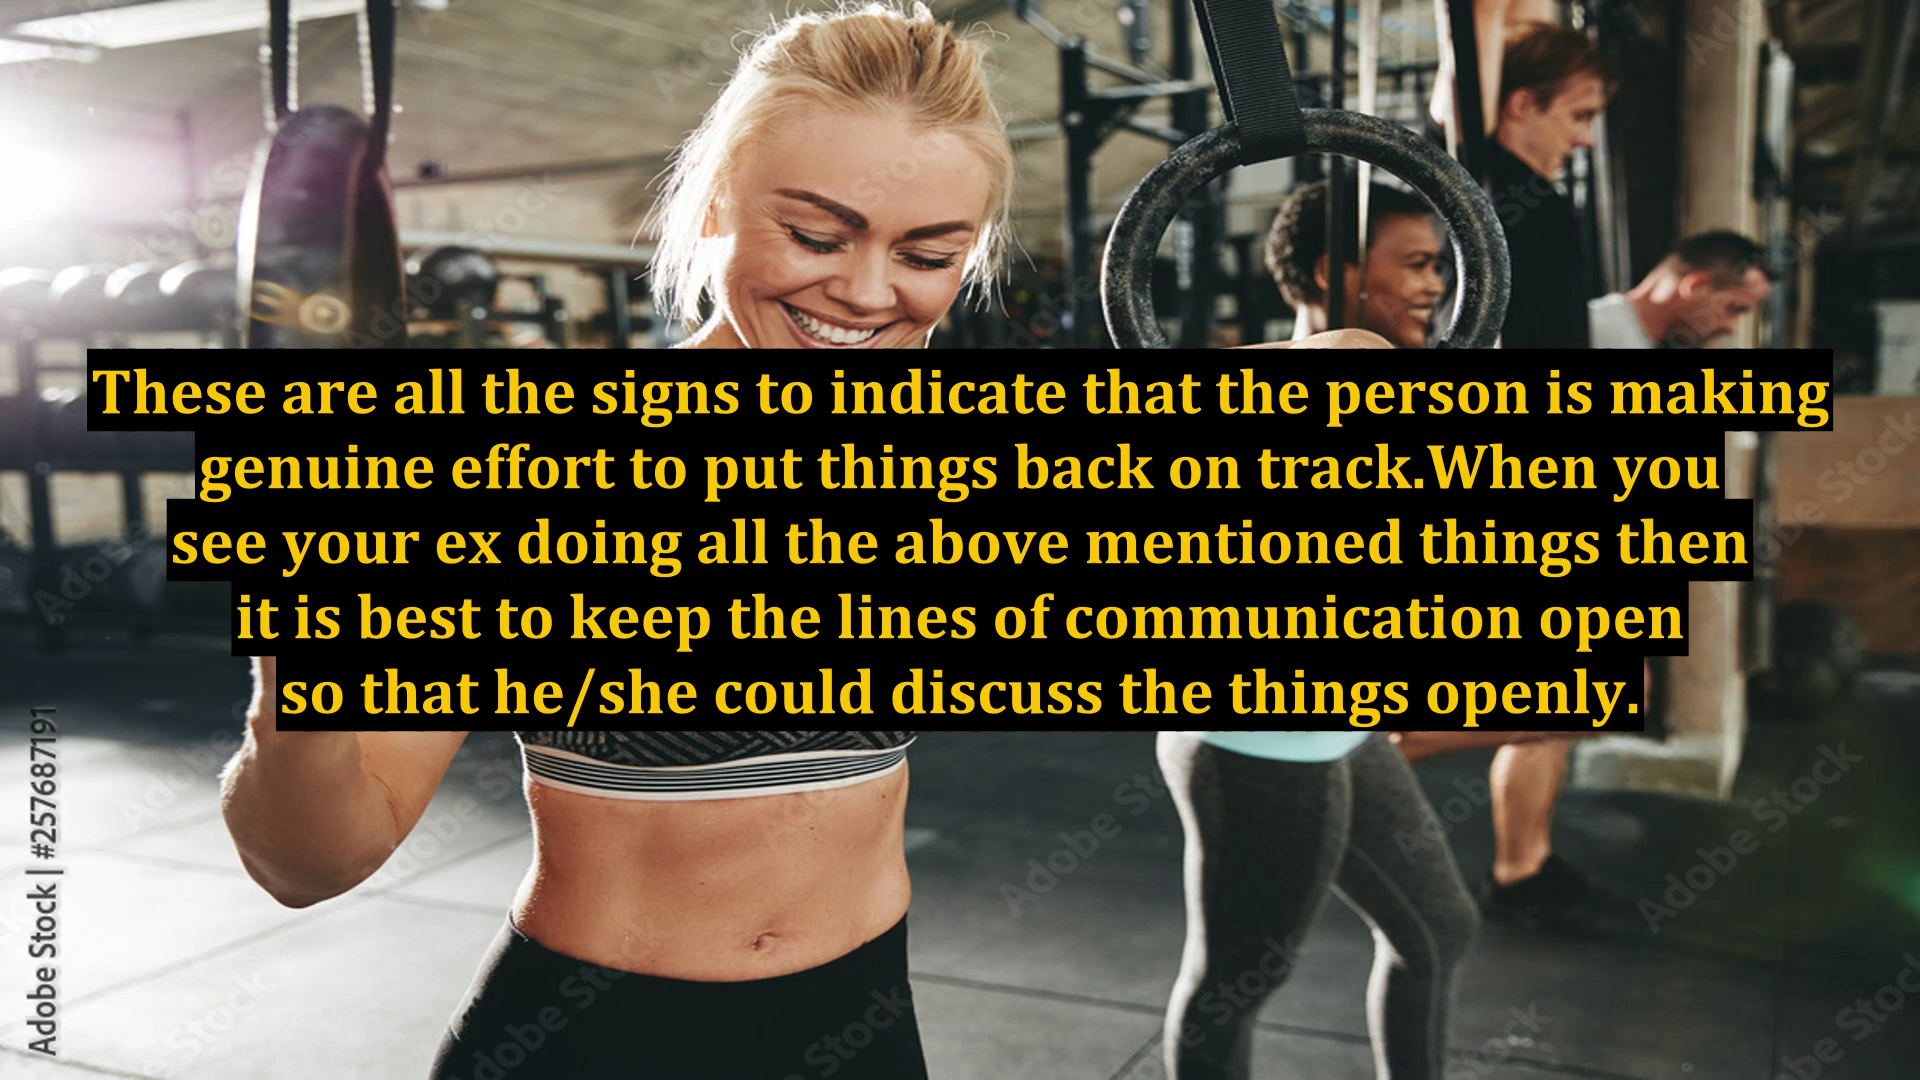 These are all the signs to indicate that the person is making
genuine effort to put things back on track.When you
see your ex doing all the above mentioned things then
it is best to keep the lines of communication open
so that he/she could discuss the things openly.
Adobe Stock | #257687191